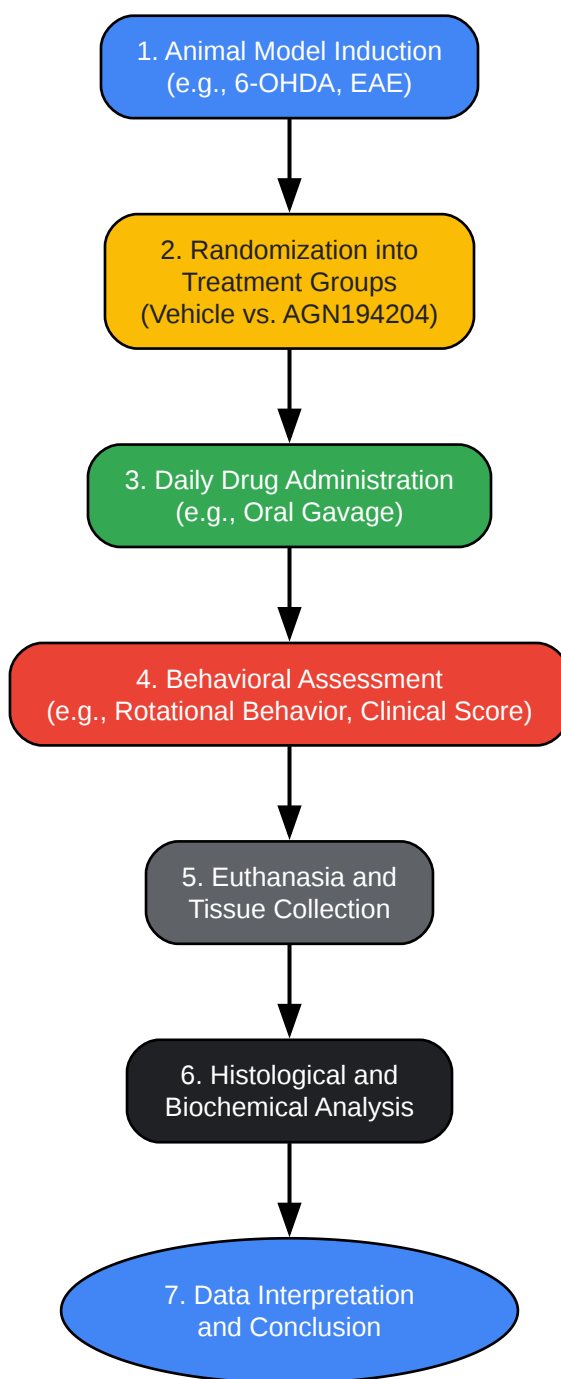 1. Animal Model Induction
(e.g., 6-OHDA, EAE)
2. Randomization into
Treatment Groups
(Vehicle vs. AGN194204)
3. Daily Drug Administration
(e.g., Oral Gavage)
4. Behavioral Assessment
(e.g., Rotational Behavior, Clinical Score)
5. Euthanasia and
Tissue Collection
6. Histological and
Biochemical Analysis
7. Data Interpretation
and Conclusion